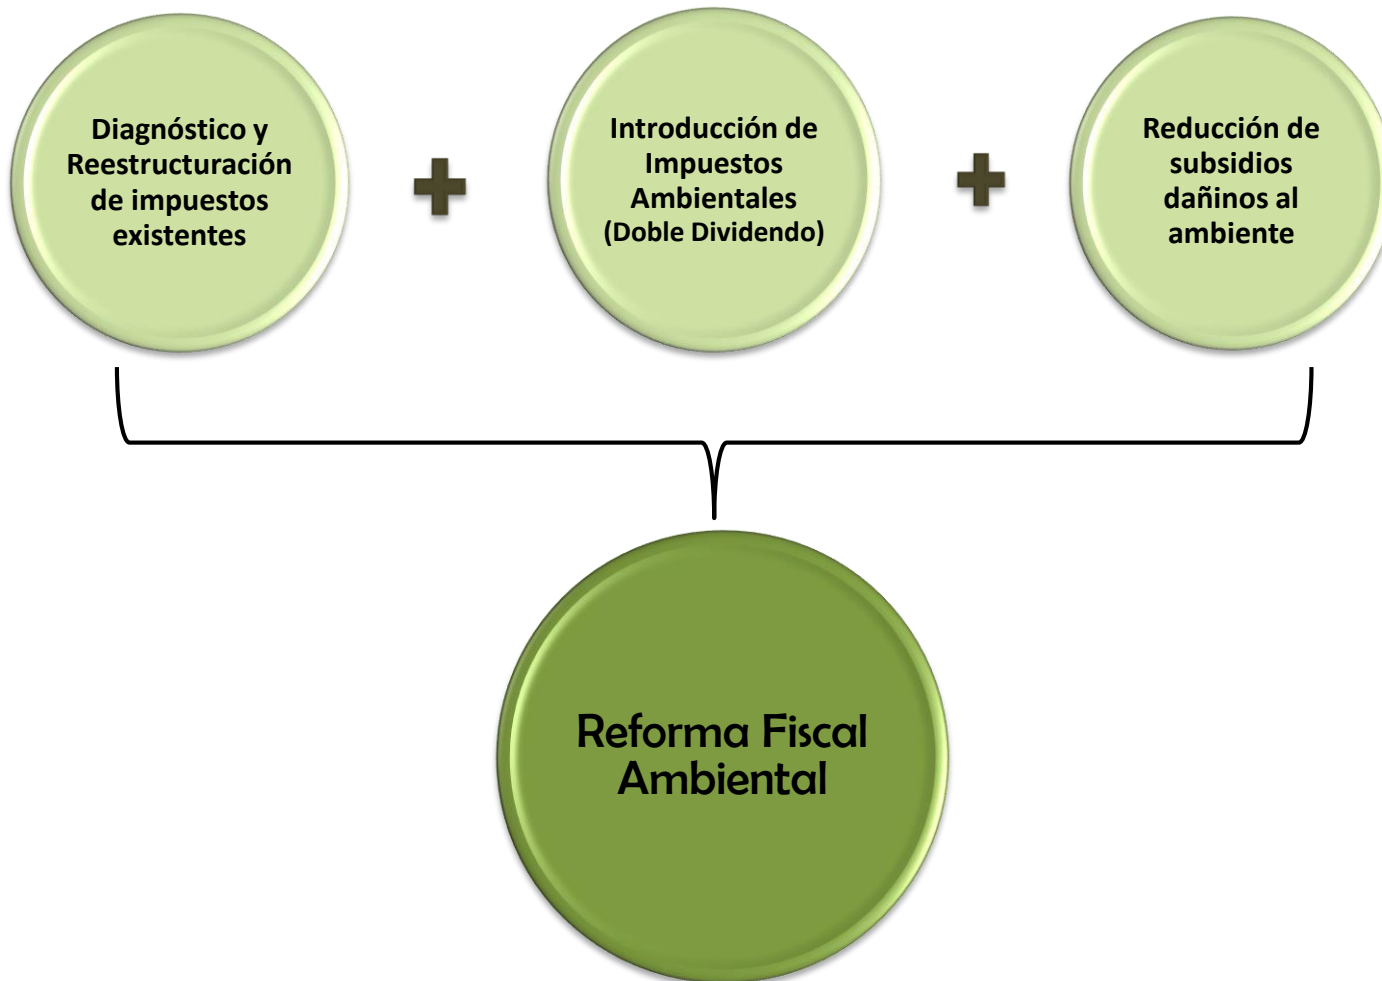 Diagnóstico y
Reestructuración
de impuestos
existentes
Introducción de
Impuestos
Ambientales
(Doble Dividendo)
Reducción de
subsidios
dañinos al
ambiente
Reforma Fiscal
Ambiental